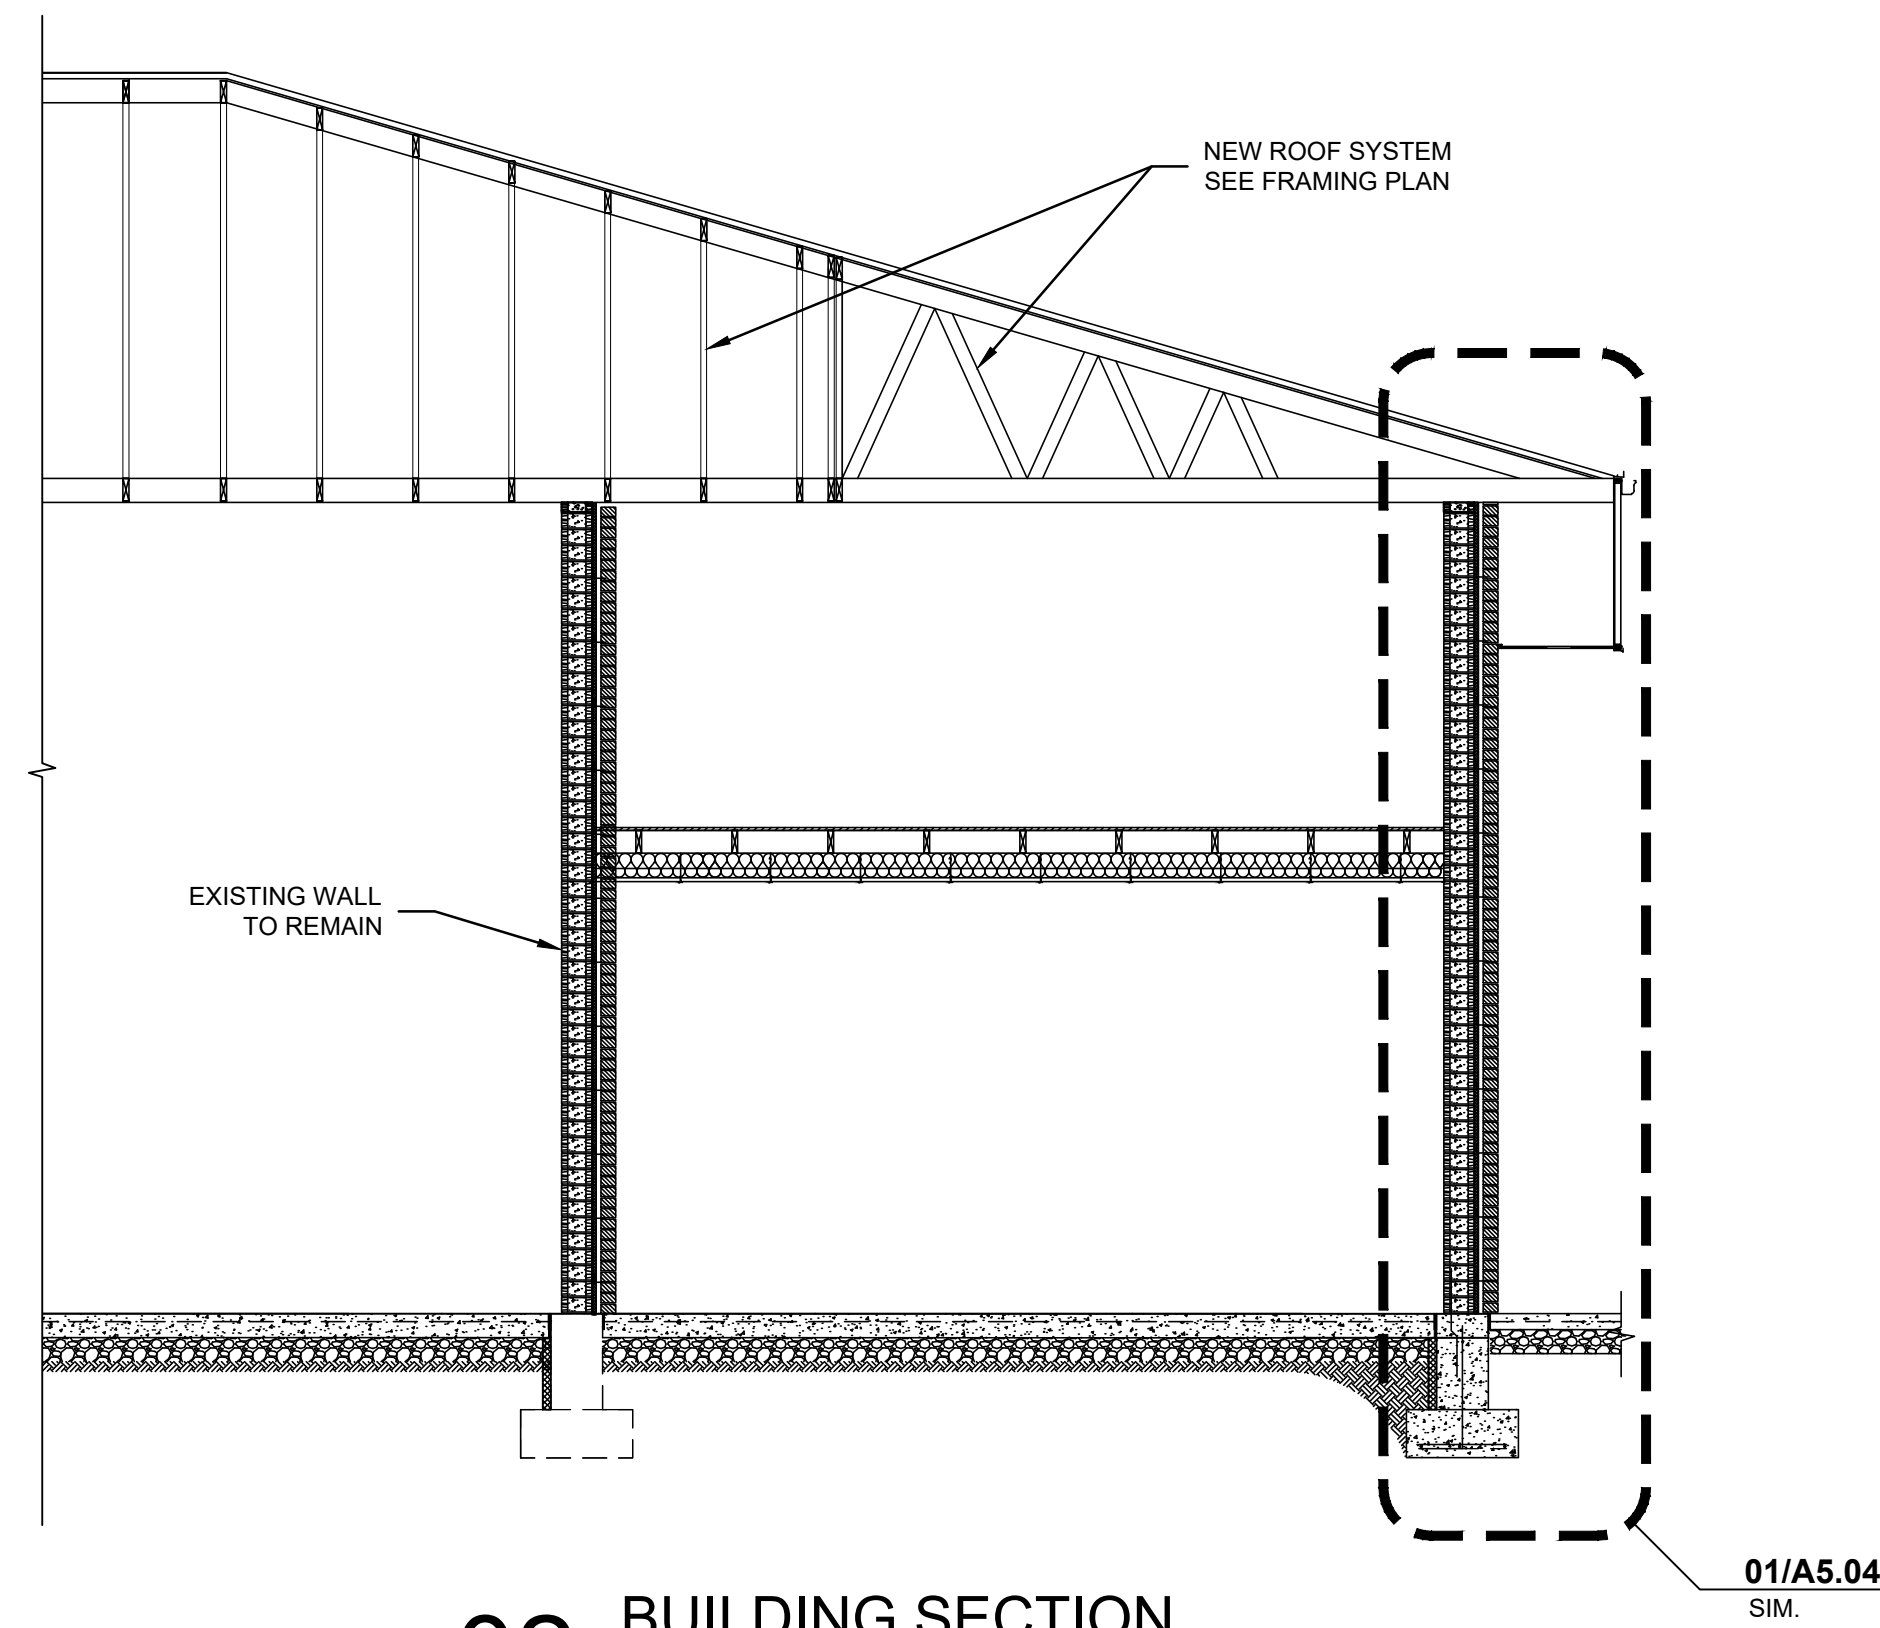 NEW ROOF SYSTEM
SEE FRAMING PLAN
EXISTING WALL
TO REMAIN
01/A5.04
SIM.
BUILDING SECTION